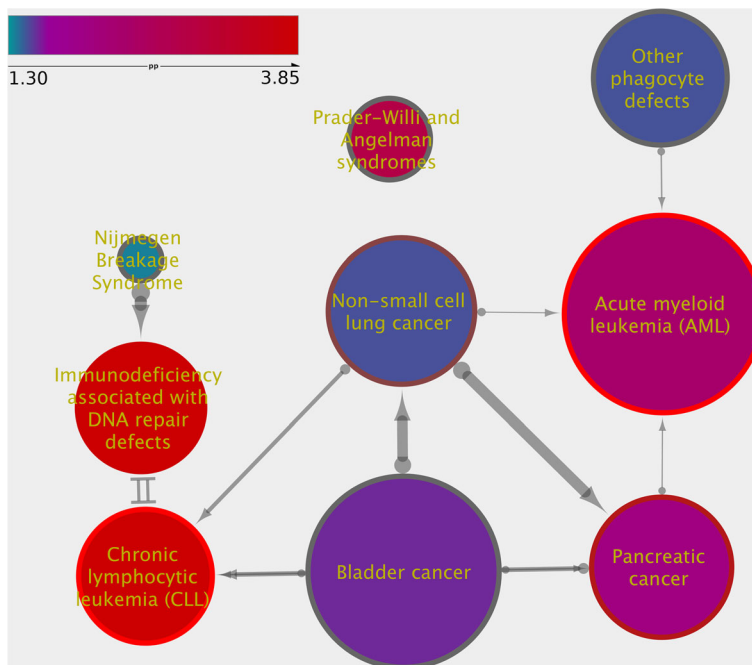 pp
1.30 3.85
Other
phagocyte
defects
Prader-Willi and
Angelman
syndromes
Nijmegen
Breakage
Syndrome
Non-small cell
lung cancer
Acute myeloid
leukemia (AML)
Immunodeficiency
associated with
DNA repair
defects
Chronic
lymphocytic
leukemia (CLL)
Bladder cancer
Pancreatic
cancer